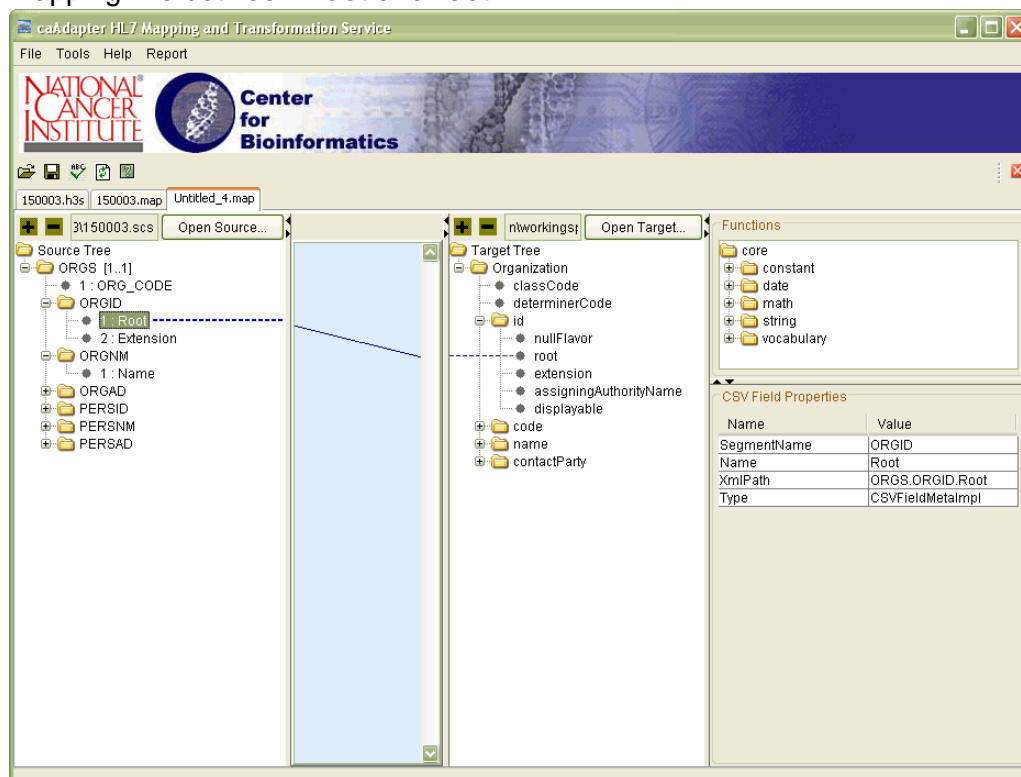 caAdapter HL7 Mapping and Transformation Service
File Tools Help Report
NATIONAL®
CANCER
INSTITUTE
Center
for
Bioinformatics
ABC
150003.h3s 150003.map Untitled_4.map
3\150003.scs Open Source...
Source Tree
ORGS [1..1]
1 : ORG_CODE
ORGID
1 : Root
2 : Extension
ORGNM
1 : Name
ORGAD
PERSID
PERSNM
PERSAD
Open Target...
Target Tree
Organization
classCode
determinerCode
id
nullFlavor
root
extension
assigningAuthorityName
displayable
code
name
contactParty
Functions
core
constant
date
math
string
vocabulary
CSV Field Properties
Name Value
SegmentName ORGID
Name Root
XmlPath ORGS.ORGID.Root
Type CSVFieldMetaImpl